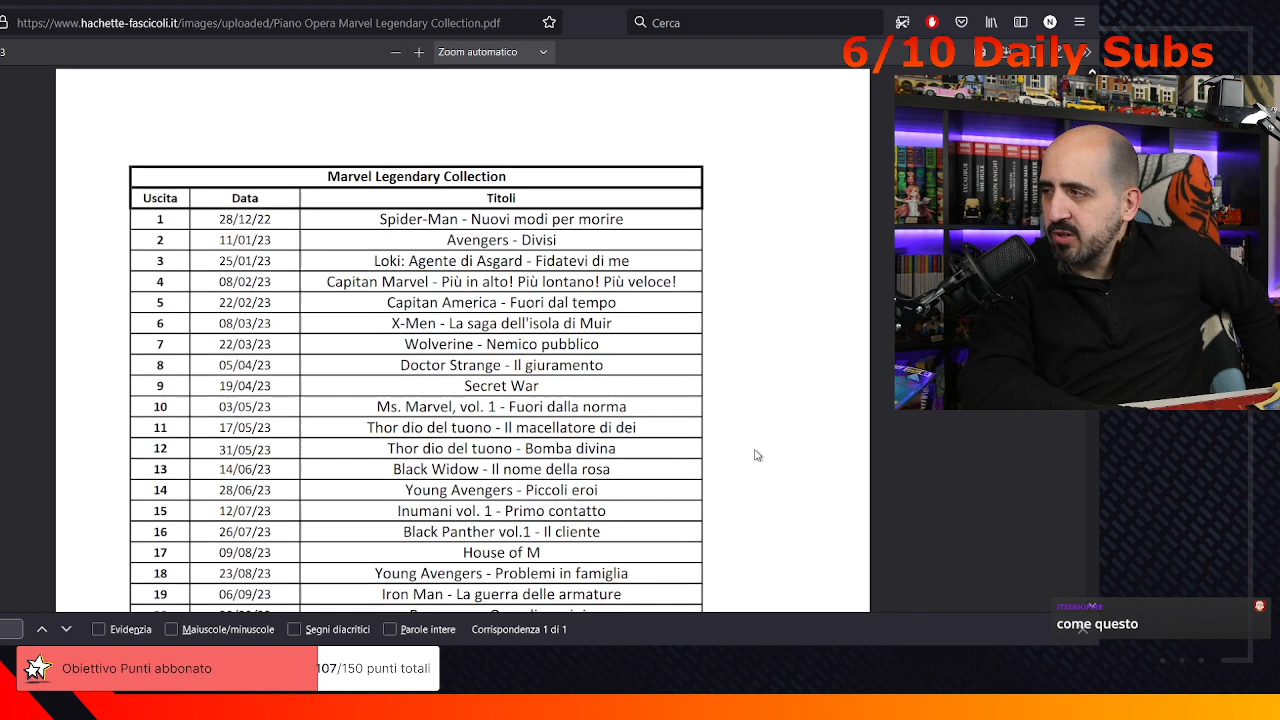 https://www.hachette-fascicoli.it/images/uploaded/Piano Opera Marvel Legendary Collection.pdf
Cerca
3
Zoom automatico
6/10 Daily Subs
Marvel Legendary Collection
Uscita Data Titoli
1 28/12/22 Spider-Man - Nuovi modi per morire
2 11/01/23 Avengers - Divisi
3 25/01/23 Loki: Agente di Asgard - Fidatevi di me
4 08/02/23 Capitan Marvel - Più in alto! Più lontano! Più veloce!
5 22/02/23 Capitan America - Fuori dal tempo
6 08/03/23 X-Men - La saga dell'isola di Muir
7 22/03/23 Wolverine - Nemico pubblico
8 05/04/23 Doctor Strange - Il giuramento
9 19/04/23 Secret War
10 03/05/23 Ms. Marvel, vol. 1 - Fuori dalla norma
11 17/05/23 Thor dio del tuono - Il macellatore di dei
12 31/05/23 Thor dio del tuono - Bomba divina
13 14/06/23 Black Widow - Il nome della rosa
14 28/06/23 Young Avengers - Piccoli eroi
15 12/07/23 Inumani vol. 1 - Primo contatto
16 26/07/23 Black Panther vol.1 - Il cliente
17 09/08/23 House of M
18 23/08/23 Young Avengers - Problemi in famiglia
19 06/09/23 Iron Man - La guerra delle armature
EXCALIBUR
SHE-HULK
MOON KNIGHT
Evidenzia
Maiuscole/minuscole
Segni diacritici
Parole intere
Corrispondenza 1 di 1
come questo
Obiettivo Punti abbonato
107/150 punti totali